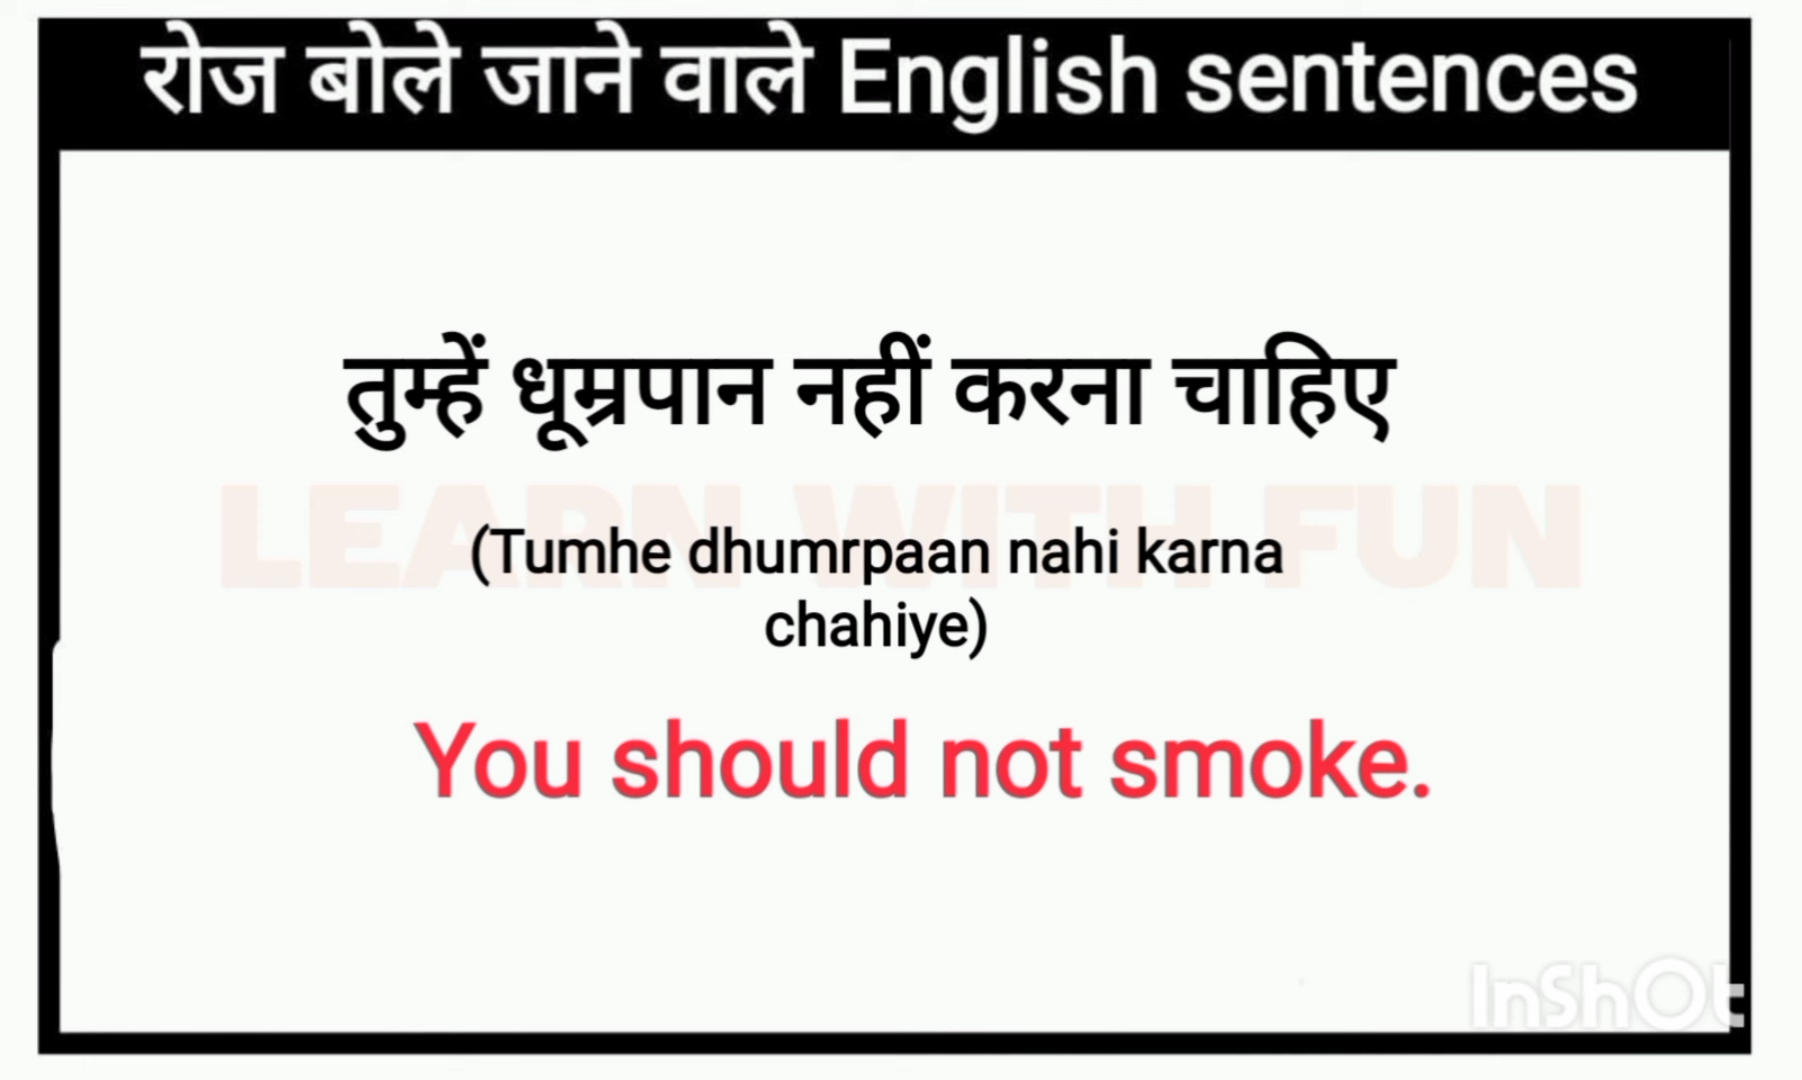 रोज बोले जाने वाले English sentences
तुम्हें धूम्रपान नहीं करना चाहिए
LEARN WITH FUN
(Tumhe dhumrpaan nahi karna
chahiye)
You should not smoke.
InShOt